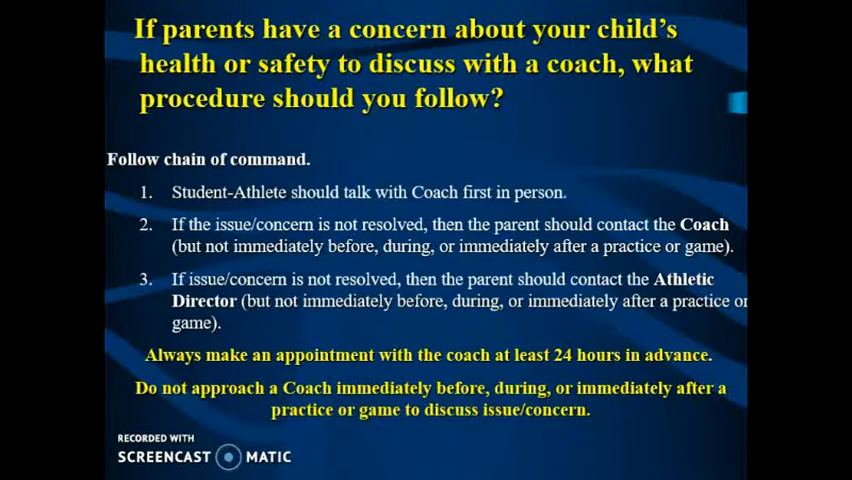 If parents have a concern about your child's
health or safety to discuss with a coach, what
procedure should you follow?
Follow chain of command.
1. Student-Athlete should talk with Coach first in person.
2. If the issue/concern is not resolved, then the parent should contact the Coach
(but not immediately before, during, or immediately after a practice or game).
3. If issue/concern is not resolved, then the parent should contact the Athletic
Director (but not immediately before, during, or immediately after a practice or
game).
Always make an appointment with the coach at least 24 hours in advance.
Do not approach a Coach immediately before, during, or immediately after a
practice or game to discuss issue/concern.
RECORDED WITH
SCREENCAST MATIC